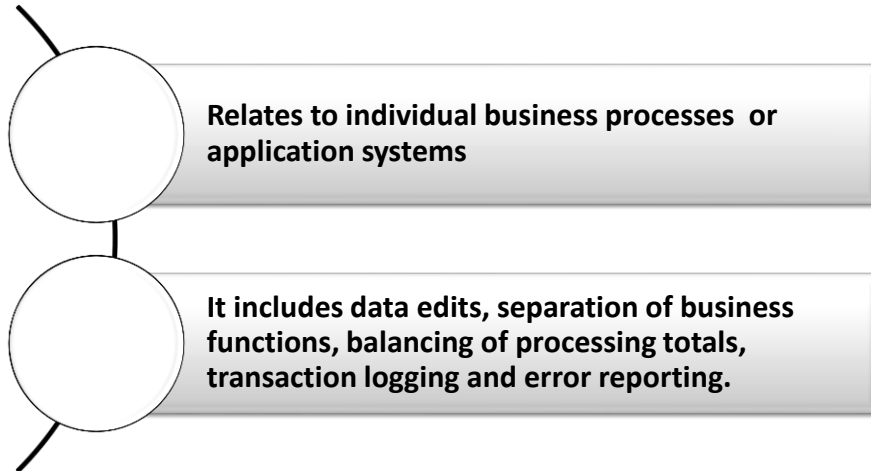 Relates to individual business processes or
application systems
It includes data edits, separation of business
functions, balancing of processing totals,
transaction logging and error reporting.